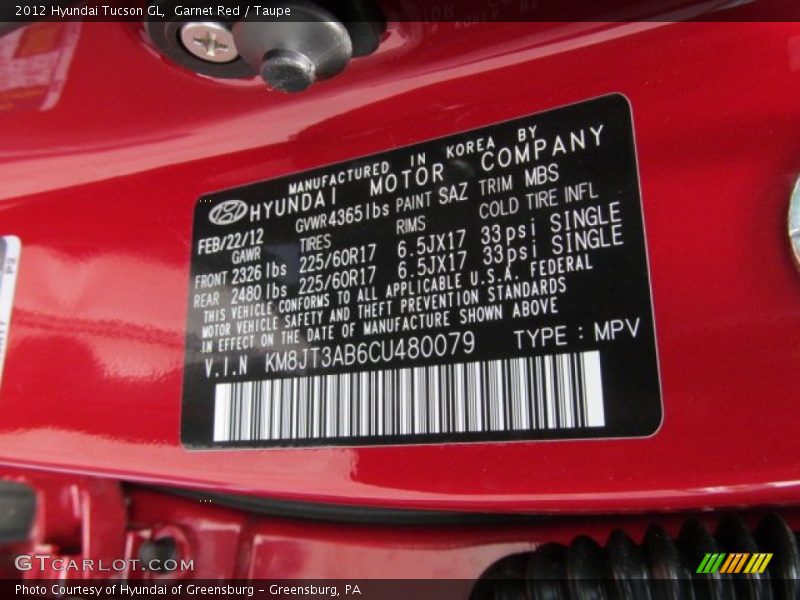 2012 Hyundai Tucson GL,  Garnet Red / Taupe
MANUFACTURED IN KOREA BY
HYUNDAI MOTOR COMPANY
FEB/22/12 GVWR 4365lbs PAINT SAZ TRIM MBS
GAWR TIRES RIMS COLD TIRE INFL
FRONT 2326 lbs 225/60R17 6.5JX17 33psi SINGLE
REAR 2480 lbs 225/60R17 6.5JX17 33psi SINGLE
THIS VEHICLE CONFORMS TO ALL APPLICABLE U.S.A. FEDERAL
MOTOR VEHICLE SAFETY AND THEFT PREVENTION STANDARDS
IN EFFECT ON THE DATE OF MANUFACTURE SHOWN ABOVE
V.I.N KM8JT3AB6CU480079 TYPE : MPV
GTCARLOT.COM
Photo Courtesy of Hyundai of Greensburg - Greensburg, PA